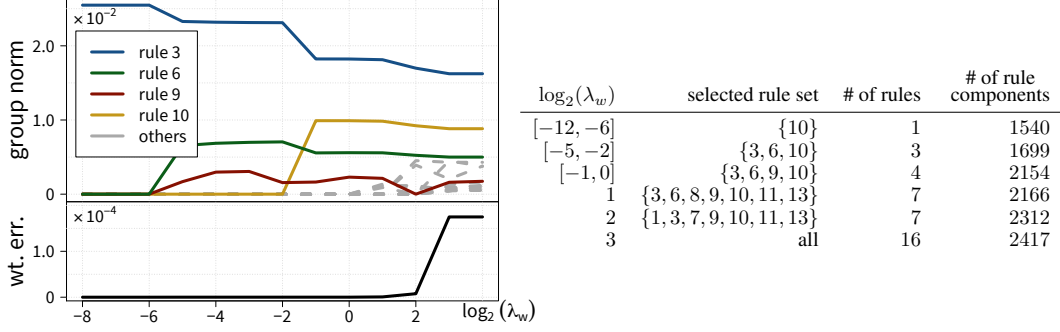 ×10⁻²
group norm
2.0
1.0
0
rule 3
rule 6
rule 9
rule 10
others
×10⁻⁴
wt. err.
1.0
0
−8 −6 −4 −2 0 2
log₂(λw)
log₂(λw) selected rule set # of rules # of rule components
[−12, −6] {10} 1 1540
[−5, −2] {3, 6, 10} 3 1699
[−1, 0] {3, 6, 9, 10} 4 2154
1 {3, 6, 8, 9, 10, 11, 13} 7 2166
2 {1, 3, 7, 9, 10, 11, 13} 7 2312
3 all 16 2417